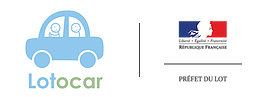 Lotocar
Liberté • Égalité • Fraternité
RÉPUBLIQUE FRANÇAISE
PRÉFET DU LOT